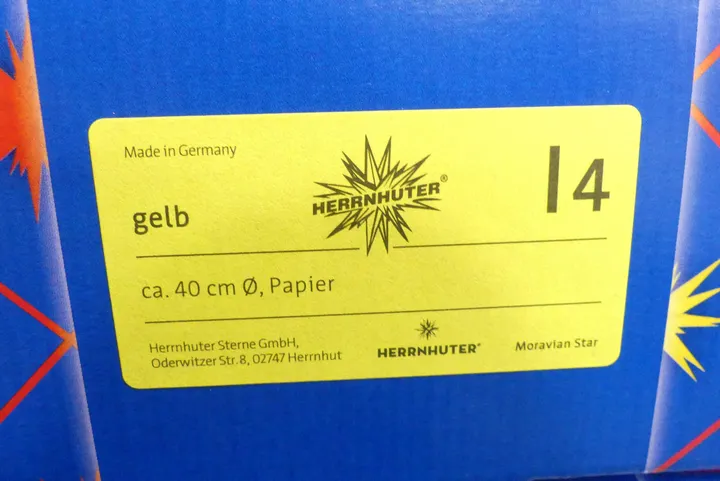 Made in Germany
HERRNHUTER®
I4
gelb
ca. 40 cm Ø, Papier
Herrnhuter Sterne GmbH,
Oderwitzer Str. 8, 02747 Herrnhut
HERRNHUTER®
Moravian Star